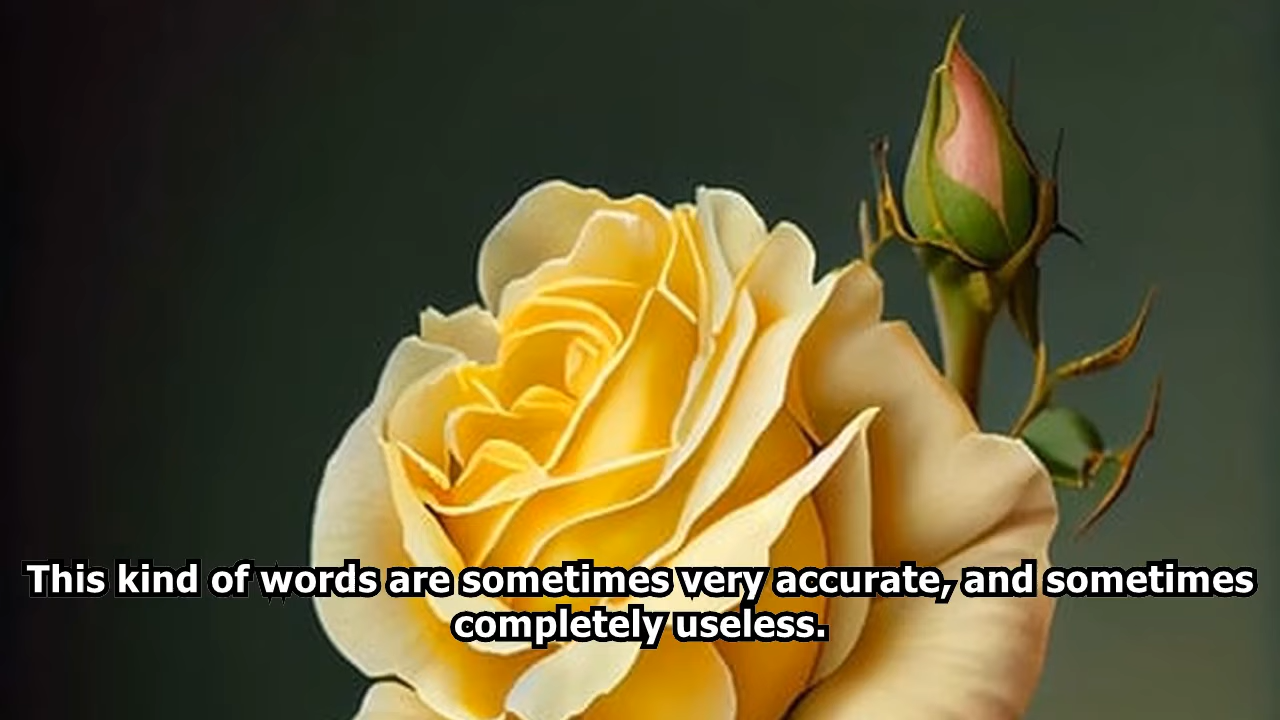 This kind of words are sometimes very accurate, and sometimes
completely useless.